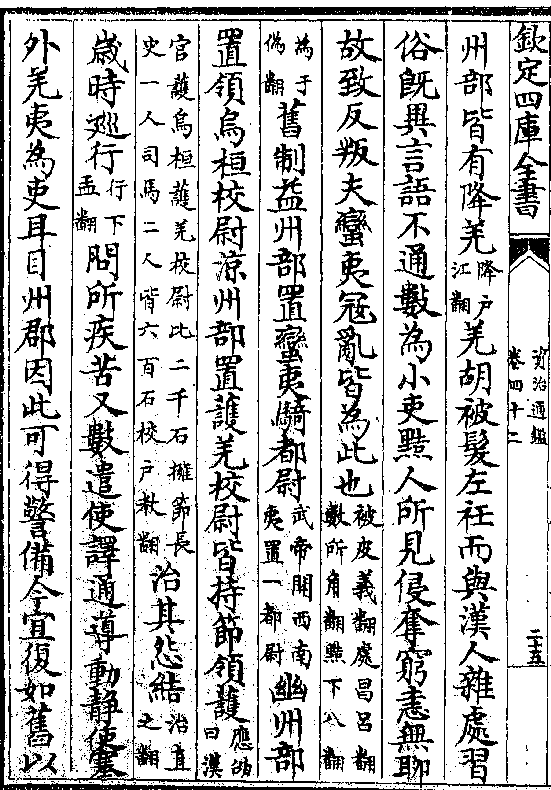 欽定四庫全書
資治通鑑
卷四十二
二十五
州部皆有降羌降戶江翻羌胡被髮左衽而與漢人雜處習
俗既異言語不通數為小吏黠人所見侵奪窮恚無聊
故致反叛夫蠻夷冦亂皆為此也被皮義翻處昌呂翻數所角翻黠下八翻
為于偽翻舊制益州部置蠻夷騎都尉武帝開西南夷置一都尉幽州部
置領烏桓校尉涼州部置護羌校尉皆持節領護應劭曰漢
官護烏桓護羌校尉比二千石擁節長史一人司馬二人皆六百石校戶教翻治其怨結治直之翻
歲時廵行行下孟翻問所疾苦又數遣使譯通導動静使塞
外羌夷為吏耳目州郡因此可得警備今宜復如舊以